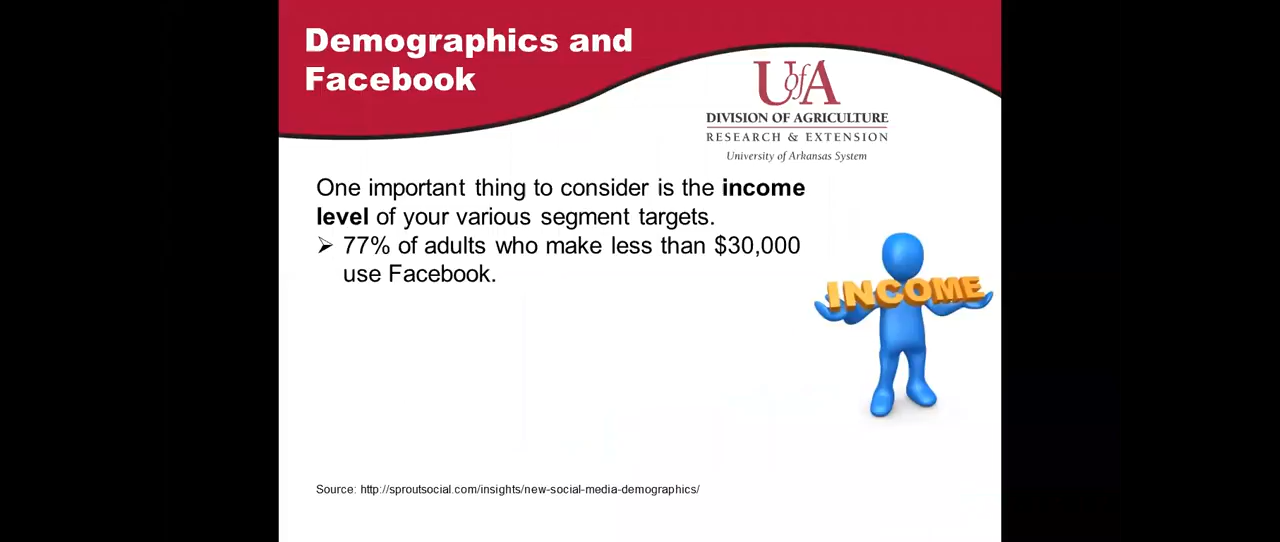 Demographics and
Facebook
UofA
DIVISION OF AGRICULTURE
RESEARCH & EXTENSION
University of Arkansas System
One important thing to consider is the income
level of your various segment targets.
➢ 77% of adults who make less than $30,000
use Facebook.
INCOME
Source: http://sproutsocial.com/insights/new-social-media-demographics/